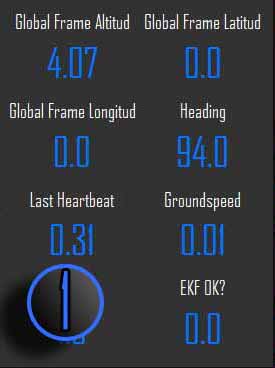 Global Frame Altitud Global Frame Latitud
4.07 0.0
Global Frame Longitud Heading
0.0 94.0
Last Heartbeat Groundspeed
0.31 0.01
1 EKF OK?
0.0